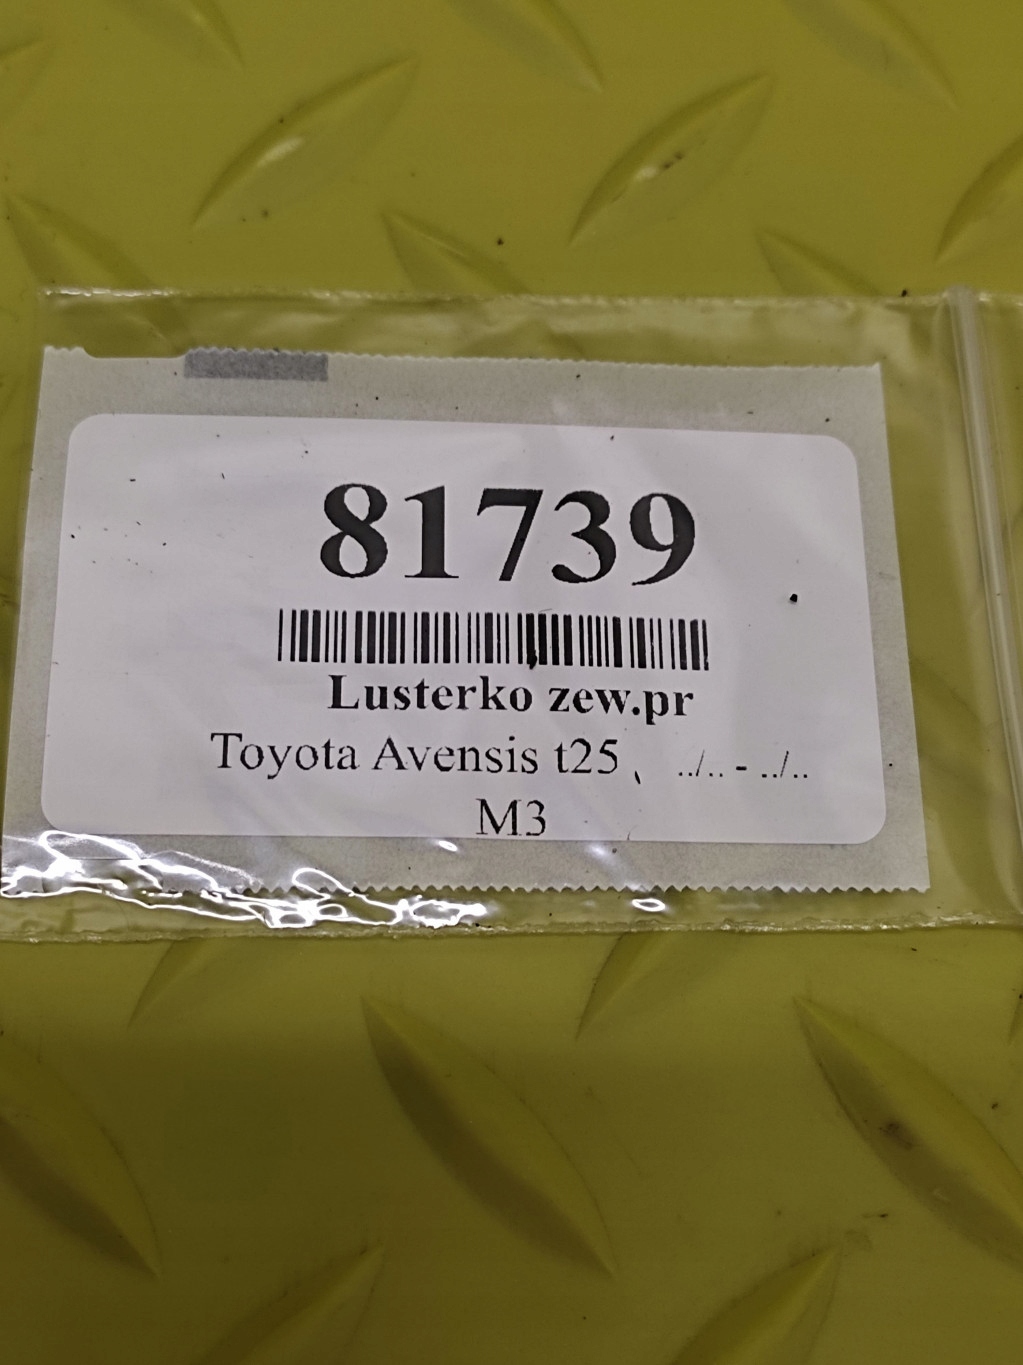 81739
Lusterko zew.pr
Toyota Avensis t25 , ../.. - ../..
M3